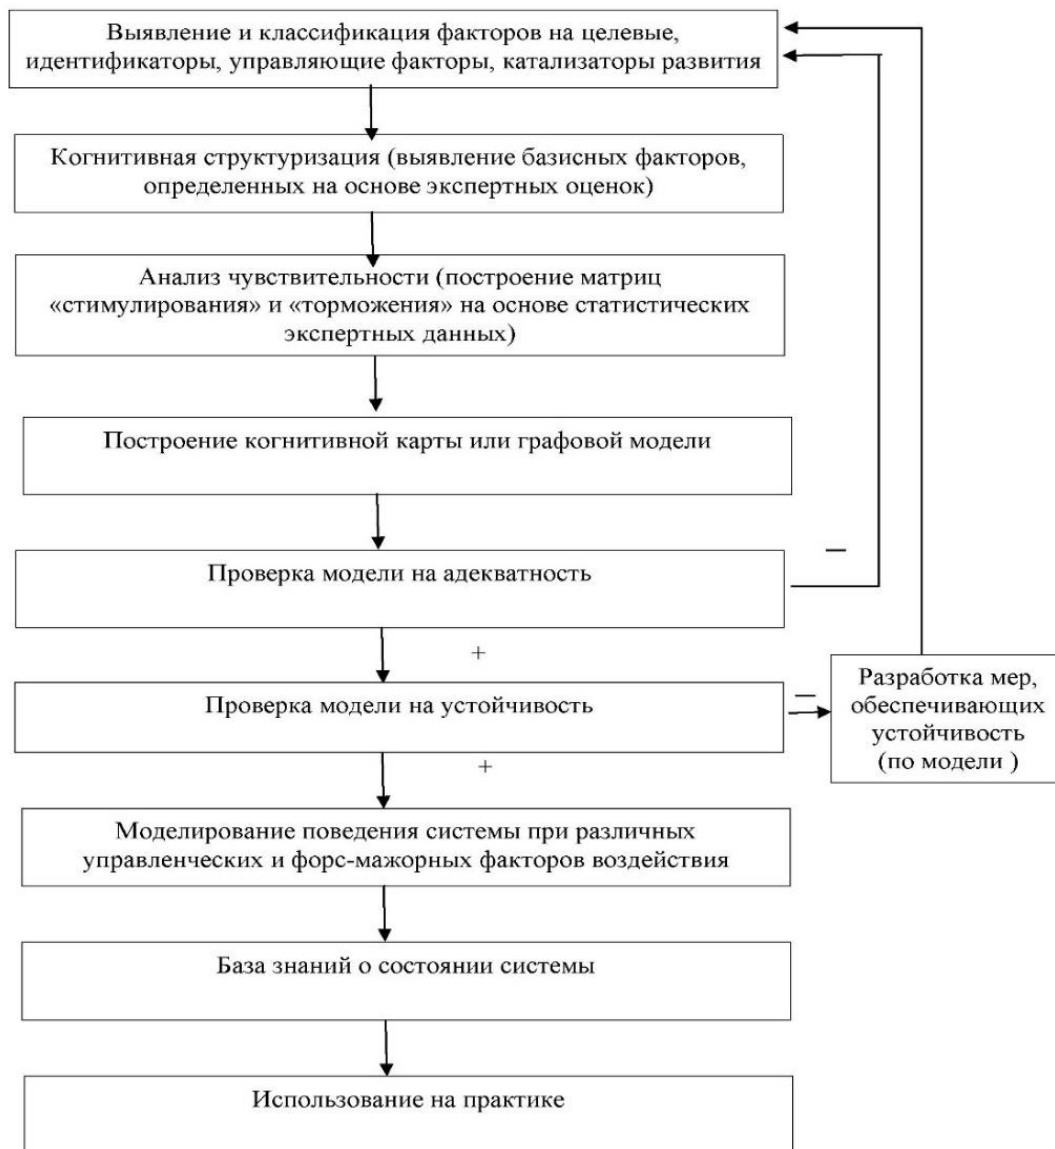 Выявление и классификация факторов на целевые,
идентификаторы, управляющие факторы, катализаторы развития
Когнитивная структуризация (выявление базисных факторов,
определенных на основе экспертных оценок)
Анализ чувствительности (построение матриц
«стимулирования» и «торможения» на основе статистических
экспертных данных)
Построение когнитивной карты или графовой модели
Проверка модели на адекватность
–
+
Проверка модели на устойчивость
–
Разработка мер,
обеспечивающих
устойчивость
(по модели )
+
Моделирование поведения системы при различных
управленческих и форс-мажорных факторов воздействия
База знаний о состоянии системы
Использование на практике